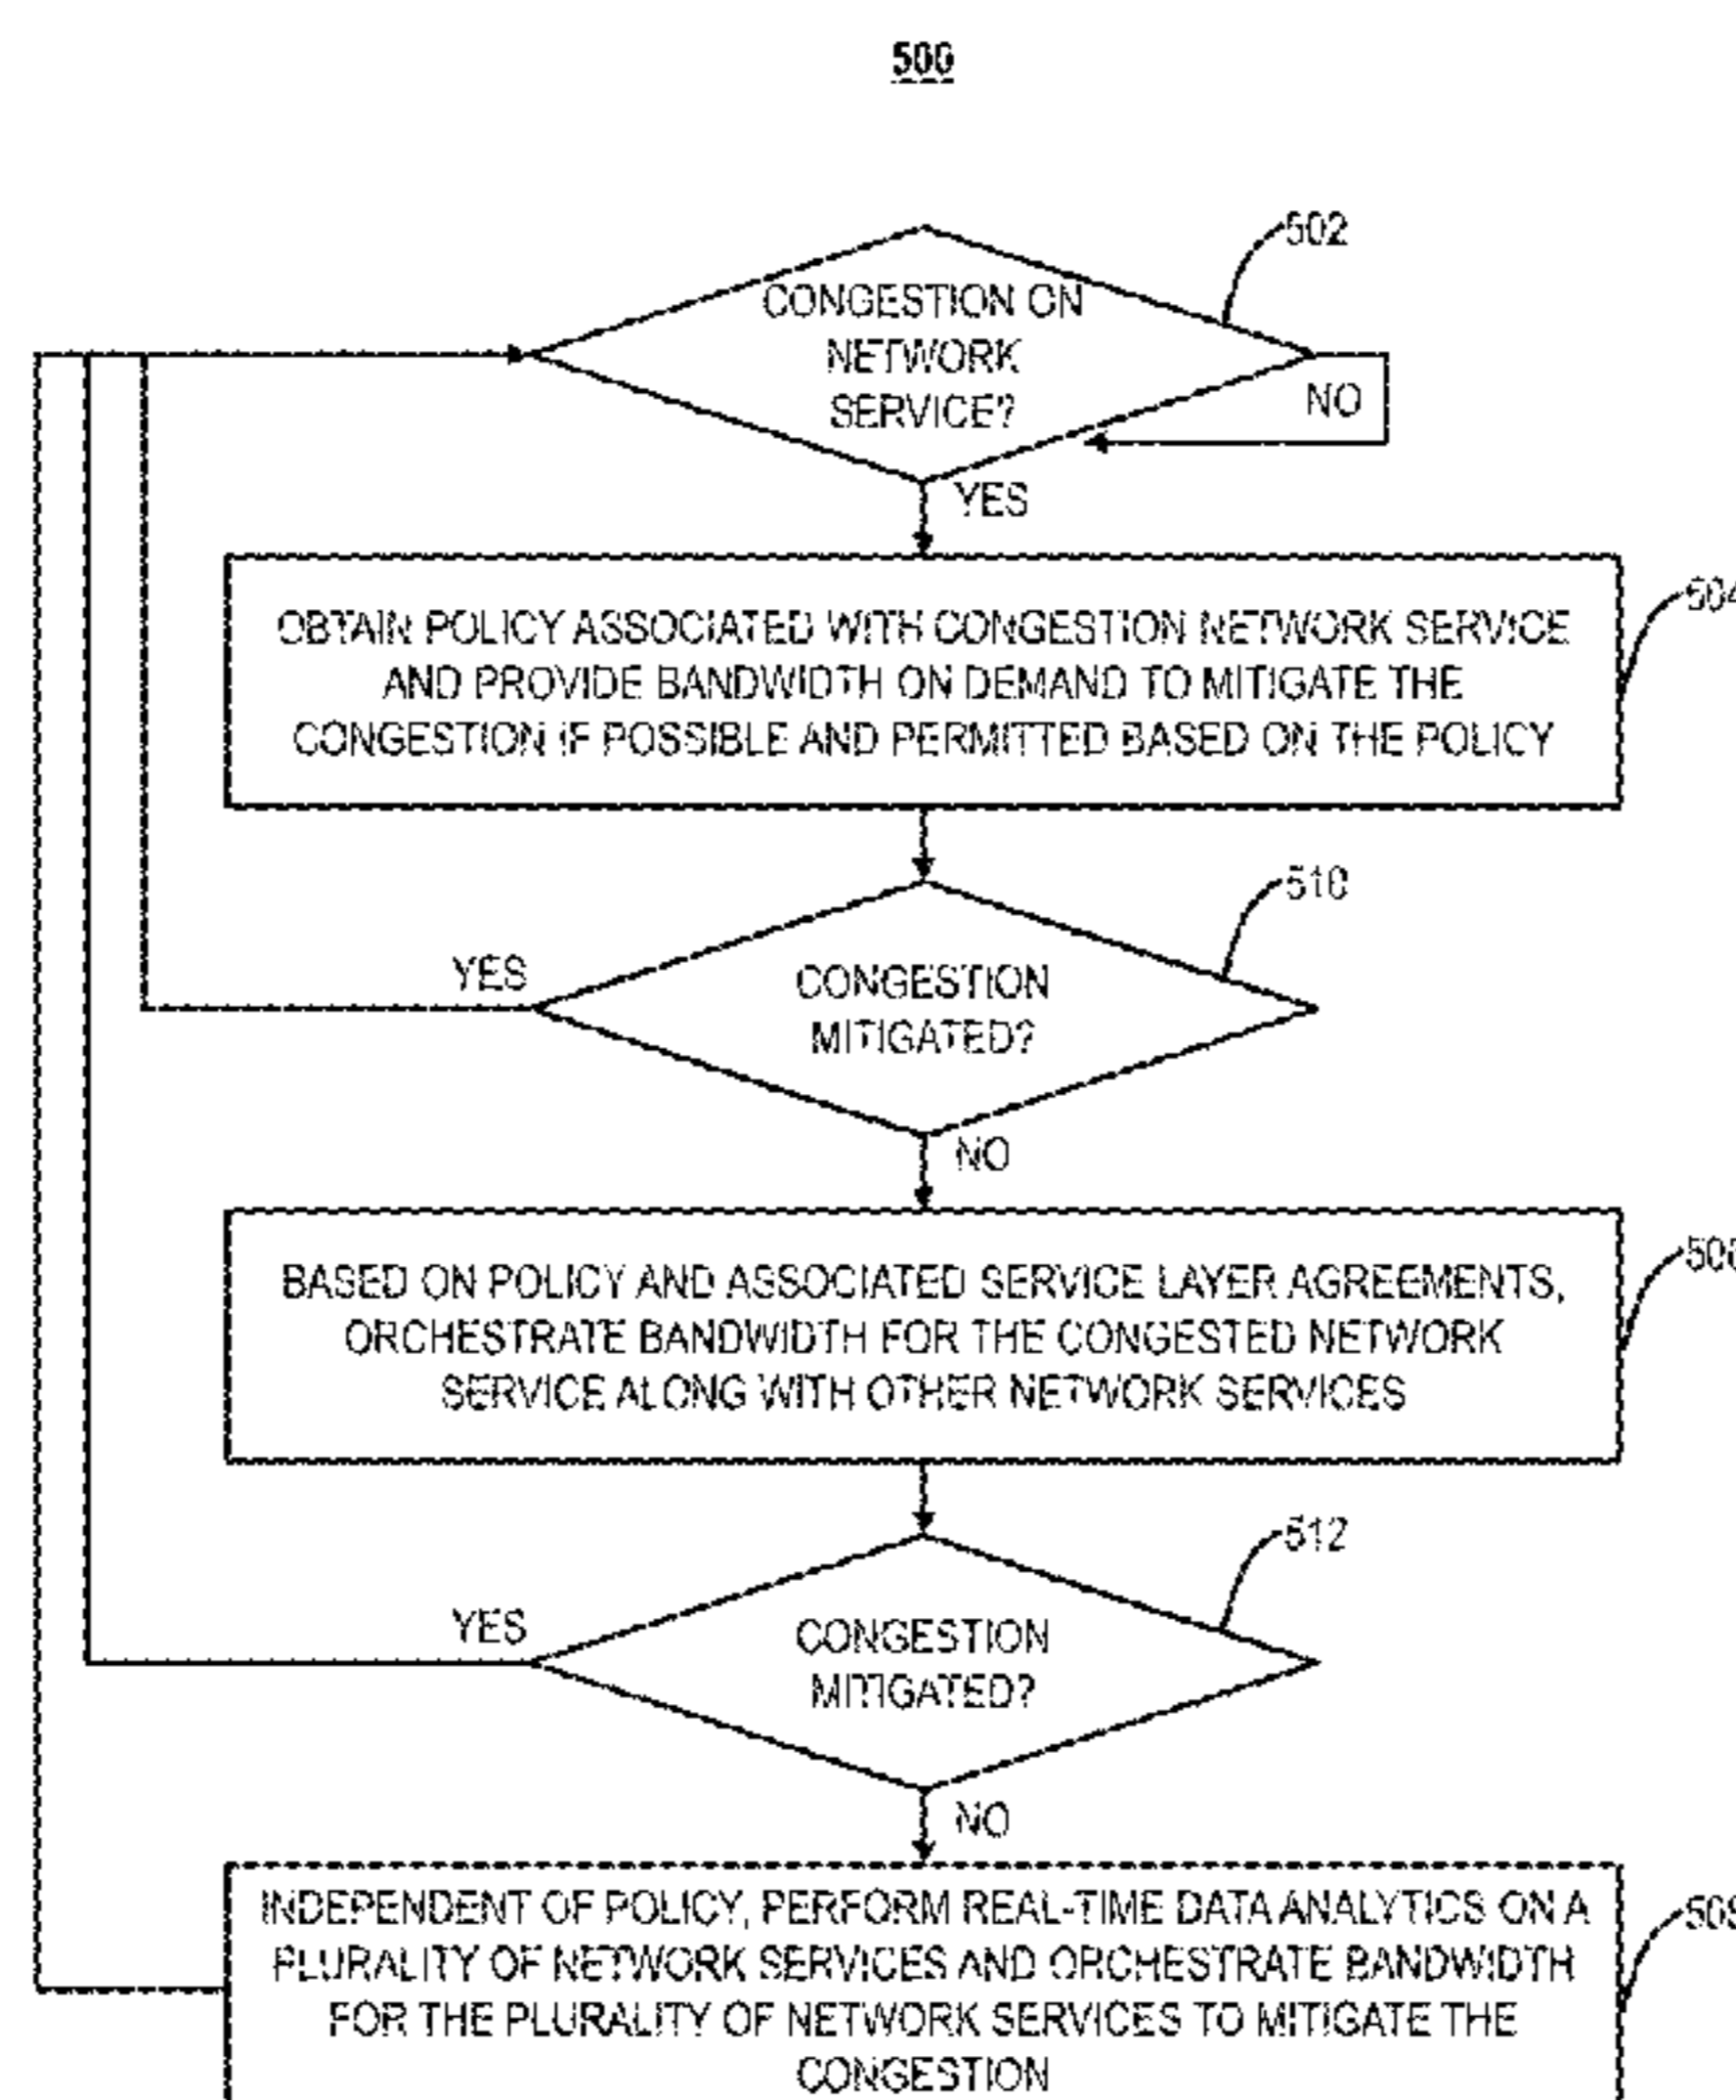 500
502
CONGESTION ON
NETWORK
SERVICE?
NO
YES
504
OBTAIN POLICY ASSOCIATED WITH CONGESTION NETWORK SERVICE
AND PROVIDE BANDWIDTH ON DEMAND TO MITIGATE THE
CONGESTION IF POSSIBLE AND PERMITTED BASED ON THE POLICY
510
YES
CONGESTION
MITIGATED?
NO
506
BASED ON POLICY AND ASSOCIATED SERVICE LAYER AGREEMENTS,
ORCHESTRATE BANDWIDTH FOR THE CONGESTED NETWORK
SERVICE ALONG WITH OTHER NETWORK SERVICES
512
YES
CONGESTION
MITIGATED?
NO
508
INDEPENDENT OF POLICY, PERFORM REAL-TIME DATA ANALYTICS ON A
PLURALITY OF NETWORK SERVICES AND ORCHESTRATE BANDWIDTH
FOR THE PLURALITY OF NETWORK SERVICES TO MITIGATE THE
CONGESTION